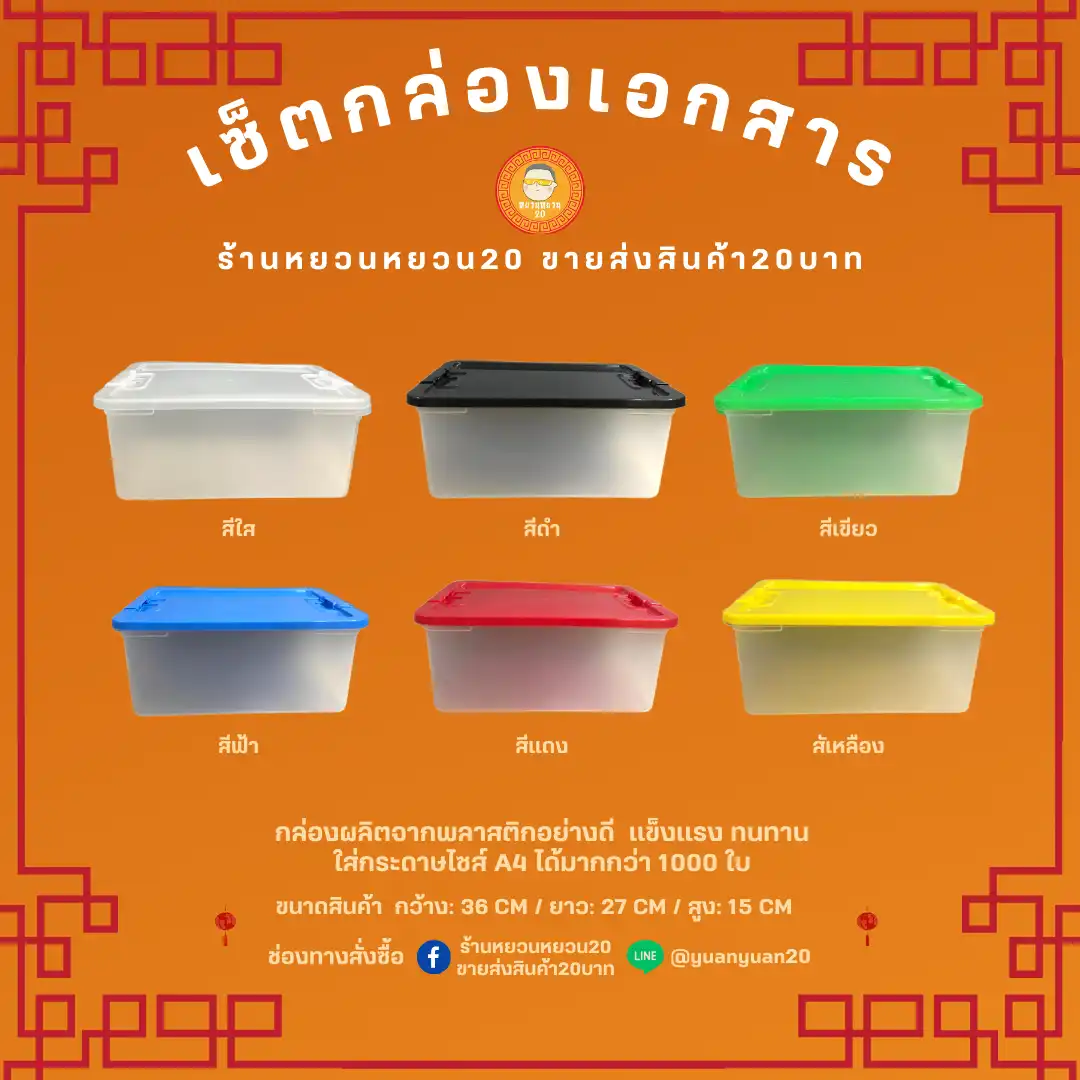 เซ็ตกล่องเอกสาร
หยวนหยวน
20
ร้านหยวนหยวน20 ขายส่งสินค้า20บาท
สีใส
สีดำ
สีเขียว
สีฟ้า
สีแดง
สัเหลือง
กล่องผลิตจากพลาสติกอย่างดี แข็งแรง ทนทาน
ใส่กระดาษไซส์ A4 ได้มากกว่า 1000 ใบ
ขนาดสินค้า กว้าง: 36 CM / ยาว: 27 CM / สูง: 15 CM
ช่องทางสั่งซื้อ
ร้านหยวนหยวน20
ขายส่งสินค้า20บาท
LINE
@yuanyuan20